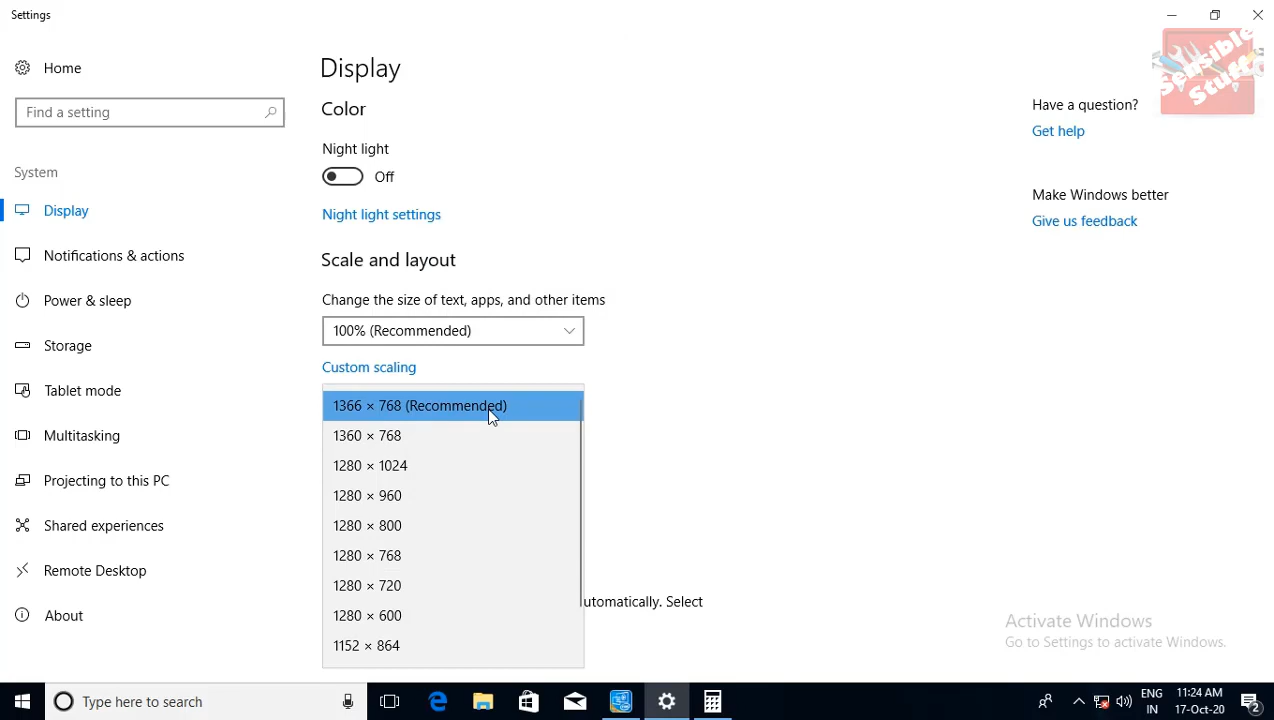 Settings
Home
Find a setting
System
Display
Notifications & actions
Power & sleep
Storage
Tablet mode
Multitasking
Projecting to this PC
Shared experiences
Remote Desktop
About
Display
Color
Night light
Off
Night light settings
Scale and layout
Change the size of text, apps, and other items
100% (Recommended)
Custom scaling
1366 × 768 (Recommended)
1360 × 768
1280 × 1024
1280 × 960
1280 × 800
1280 × 768
1280 × 720
1280 × 600
1152 × 864
utomatically. Select
Sensible
Stuff
Have a question?
Get help
Make Windows better
Give us feedback
Activate Windows
Go to Settings to activate Windows.
Type here to search
ENG
IN
11:24 AM
17-Oct-20
2